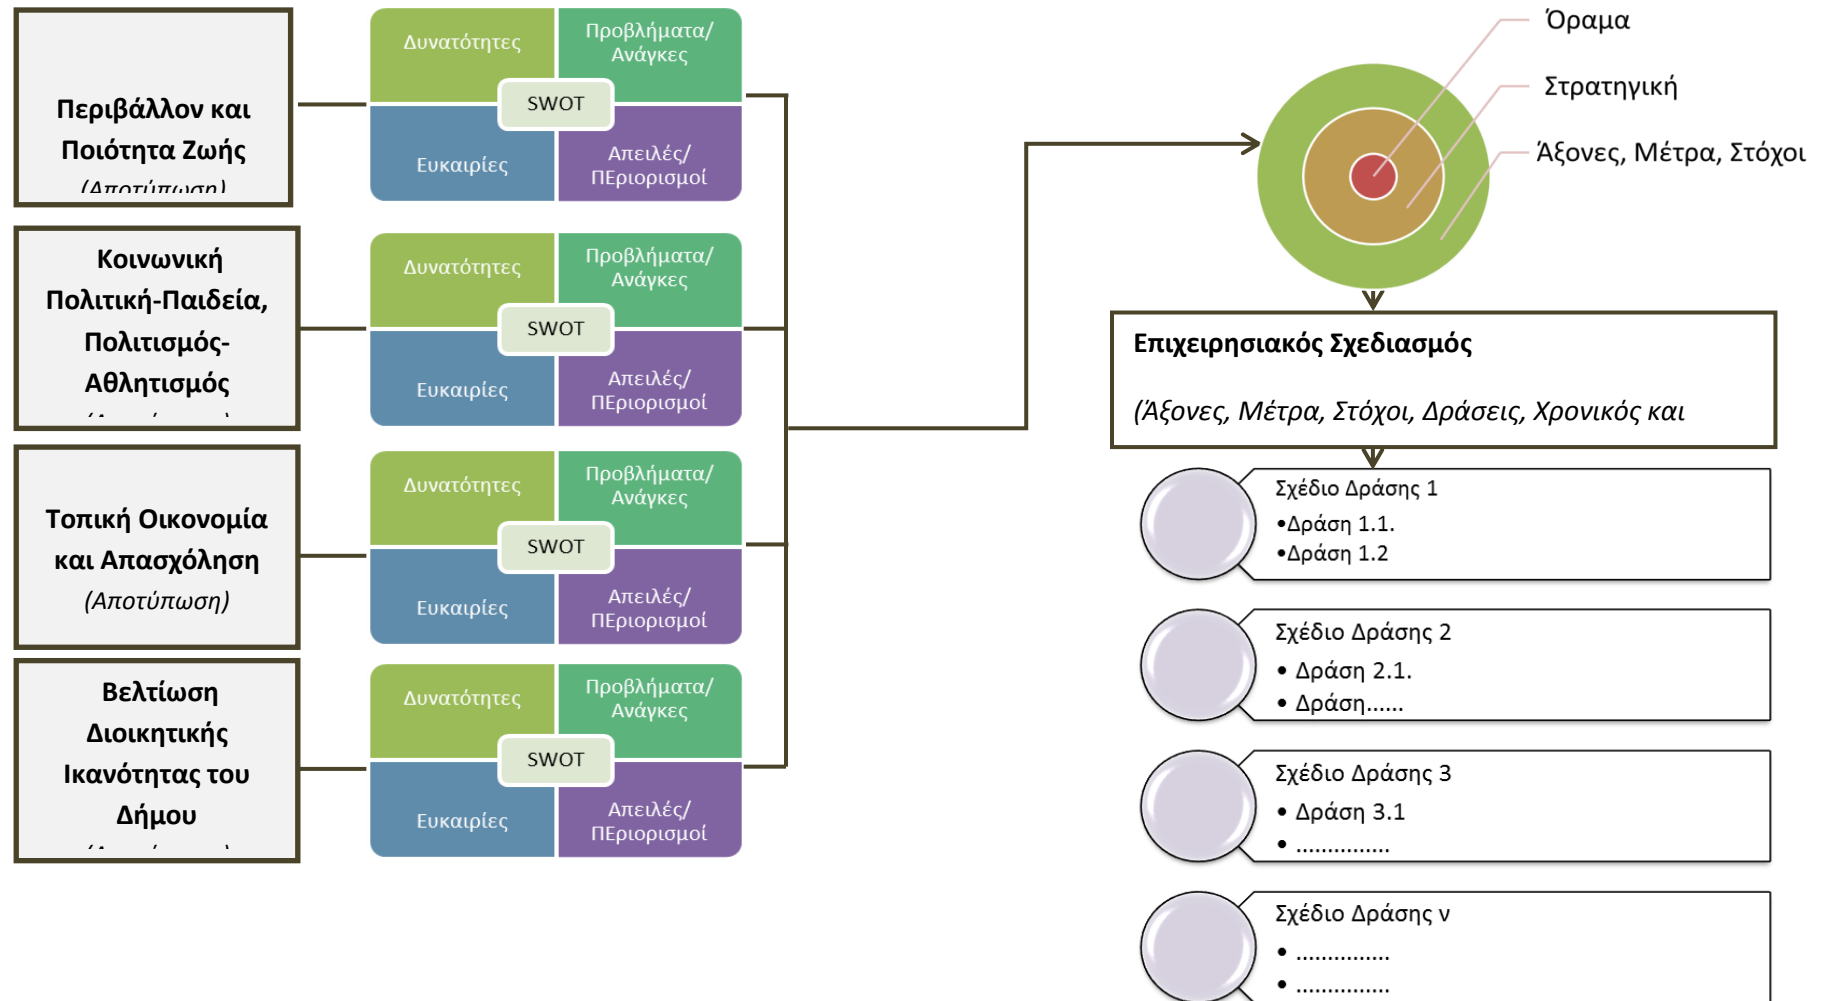 Περιβάλλον και
Ποιότητα Ζωής
(Αποτύπωση)
Δυνατότητες
Προβλήματα/
Ανάγκες
SWOT
Ευκαιρίες
Απειλές/
ΠΕριορισμοί
Κοινωνική
Πολιτική-Παιδεία,
Πολιτισμός-
Αθλητισμός
Δυνατότητες
Προβλήματα/
Ανάγκες
SWOT
Ευκαιρίες
Απειλές/
ΠΕριορισμοί
Τοπική Οικονομία
και Απασχόληση
(Αποτύπωση)
Δυνατότητες
Προβλήματα/
Ανάγκες
SWOT
Ευκαιρίες
Απειλές/
ΠΕριορισμοί
Βελτίωση
Διοικητικής
Ικανότητας του
Δήμου
Δυνατότητες
Προβλήματα/
Ανάγκες
SWOT
Ευκαιρίες
Απειλές/
ΠΕριορισμοί
Όραμα
Στρατηγική
Άξονες, Μέτρα, Στόχοι
Επιχειρησιακός Σχεδιασμός
(Άξονες, Μέτρα, Στόχοι, Δράσεις, Χρονικός και
Σχέδιο Δράσης 1
•Δράση 1.1.
•Δράση 1.2
Σχέδιο Δράσης 2
• Δράση 2.1.
• Δράση......
Σχέδιο Δράσης 3
• Δράση 3.1
• ...............
Σχέδιο Δράσης ν
• ...............
• ...............